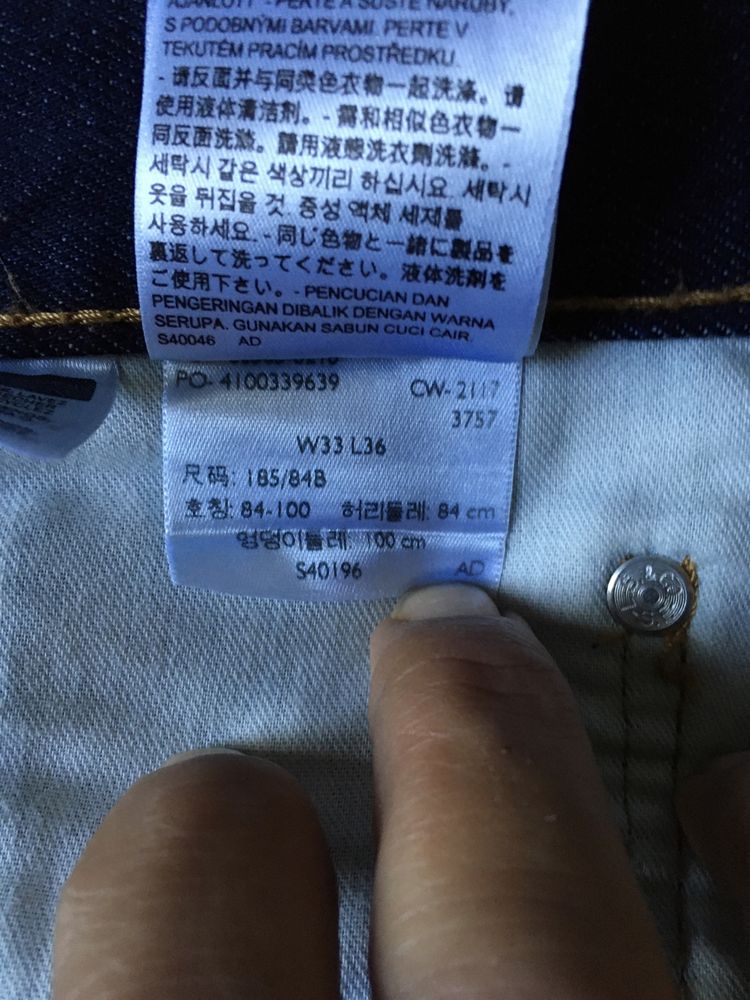 AJÁNLOTT - PERTE A SUŠTE NARUBY,
S PODOBNÝMI BARVAMI. PERTE V
TEKUTÉM PRACÍM PROSTŘEDKU.
- 请反面并与同类色衣物一起洗涤。请
使用液体清洁剂。- 需和相似色衣物一
同反面洗滌。請用液態洗衣劑洗滌。-
세탁시 같은 색상끼리 하십시요. 세탁시
옷을 뒤집을 것. 중성 액체 세제를
사용하세요. - 同じ色物と一緒に製品を
裏返して洗ってください。液体洗剤を
ご使用下さい。- PENCUCIAN DAN
PENGERINGAN DIBALIK DENGAN WARNA
SERUPA. GUNAKAN SABUN CUCI CAIR.
S40046 AD
PO- 4100339639 CW- 2117
3757
W33 L36
尺码: 185/84B
호칭: 84-100 허리둘레: 84 cm
엉덩이둘레: 100 cm
S40196 AD